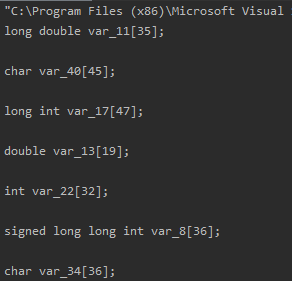 "C:\Program Files (x86)\Microsoft Visual
long double var_11[35];
char var_40[45];
long int var_17[47];
double var_13[19];
int var_22[32];
signed long long int var_8[36];
char var_34[36];